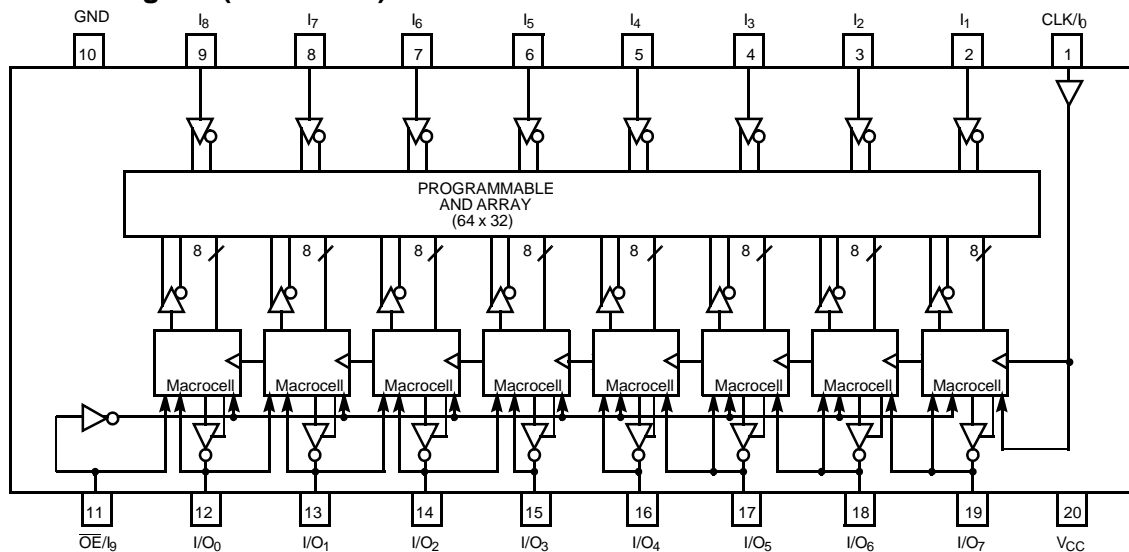 GND I8 I7 I6 I5 I4 I3 I2 I1 CLK/I0
10 9 8 7 6 5 4 3 2 1
PROGRAMMABLE
AND ARRAY
(64 x 32)
8 8 8 8 8 8 8 8
Macrocell Macrocell Macrocell Macrocell Macrocell Macrocell Macrocell Macrocell
11 12 13 14 15 16 17 18 19 20
OE/I9 I/O0 I/O1 I/O2 I/O3 I/O4 I/O5 I/O6 I/O7 VCC